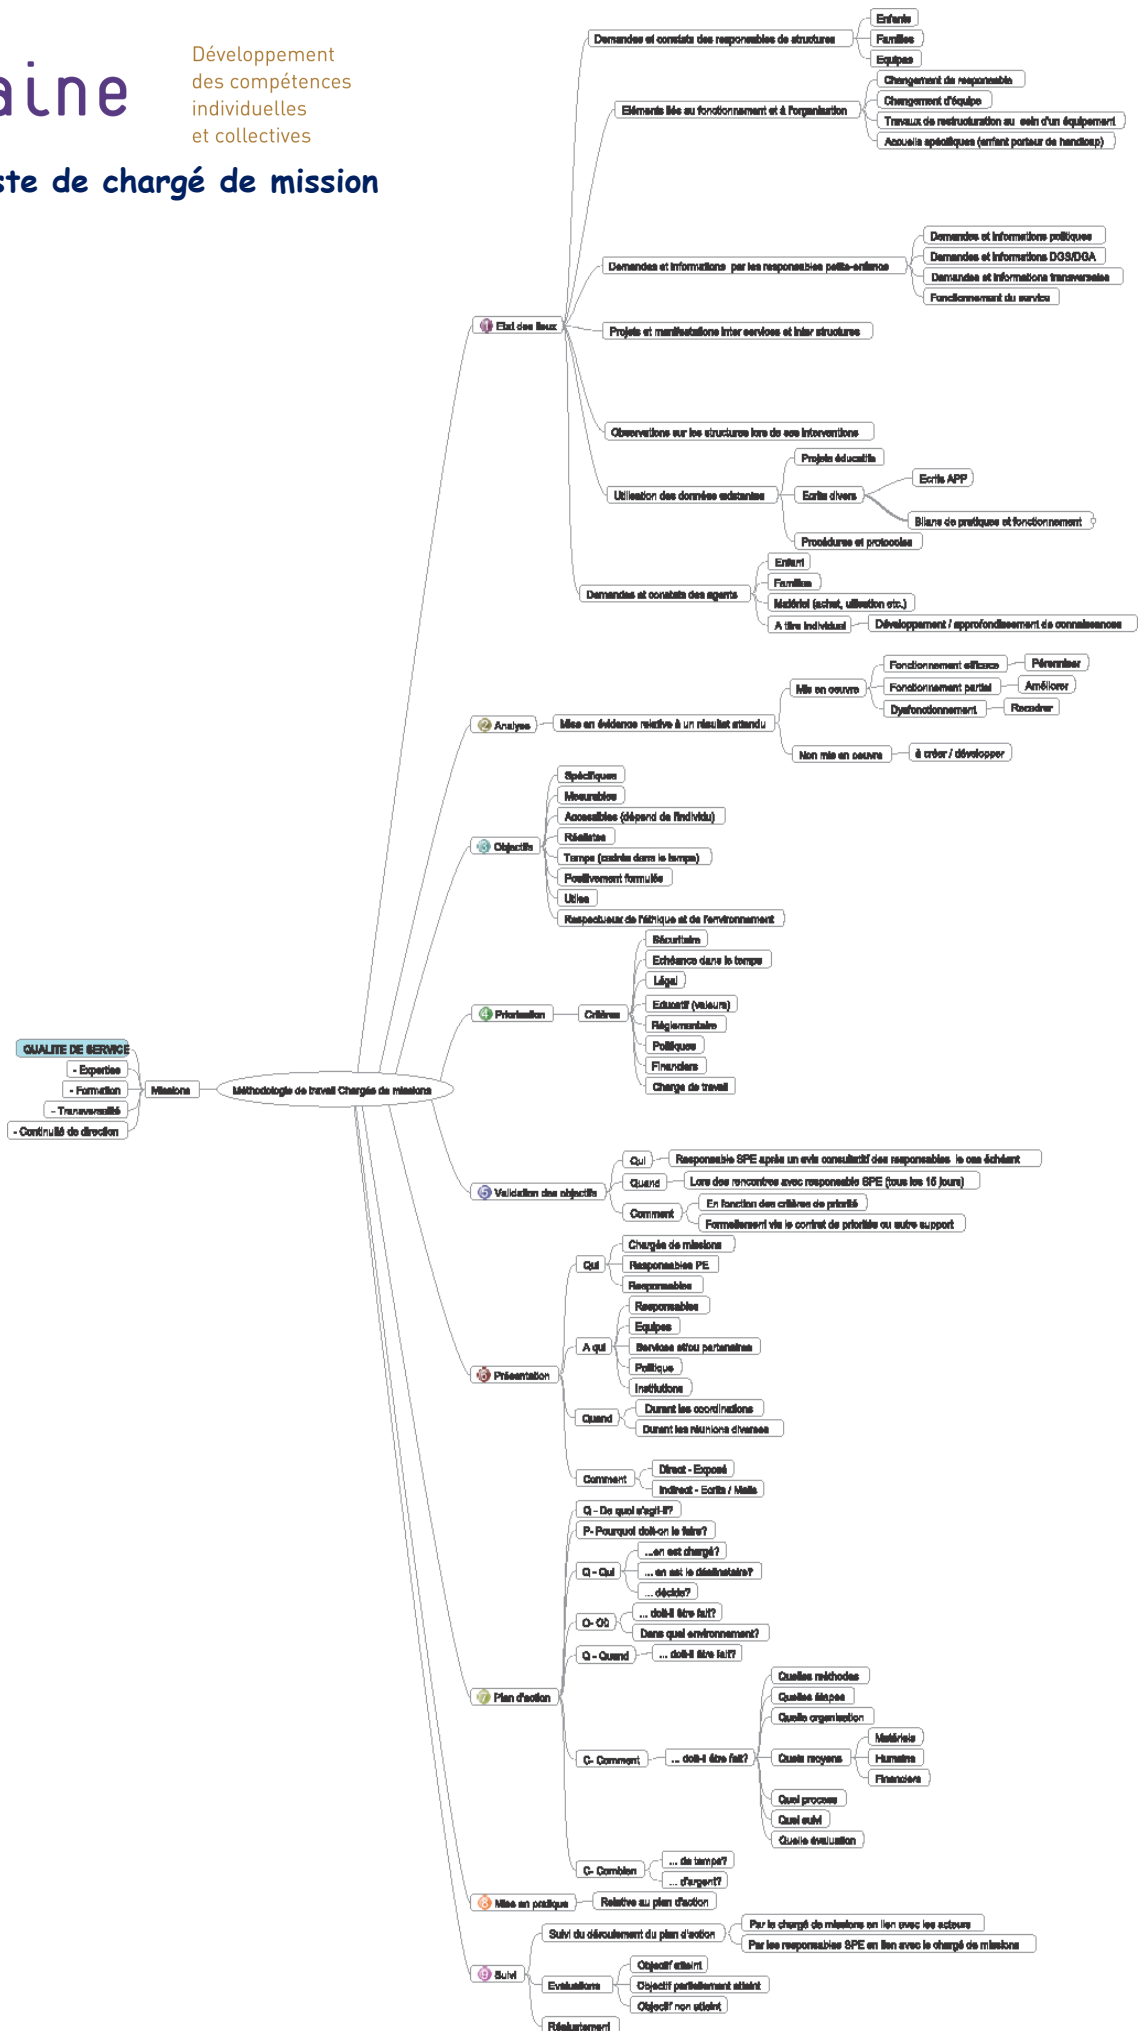 aine
Développement
des compétences
individuelles
et collectives
ste de chargé de mission
Demandes et constats des responsables de structures
Enfants
Familles
Equipes
Eléments liés au fonctionnement et à l'organisation
Changement de responsable
Changement d'équipe
Travaux de restructuration au sein d'un équipement
Accueils spécifiques (enfant porteur de handicap)
Demandes et informations par les responsables petite-enfance
Demandes et informations politiques
Demandes et informations DGS/DGA
Demandes et informations transversales
Fonctionnement du service
1 Etat des lieux
Projets et manifestations inter services et inter structures
Observations sur les structures lors de ses interventions
Utilisation des données existantes
Projets éducatifs
Ecrits divers
Ecrits APP
Bilans de pratiques et fonctionnement
Procédures et protocoles
Demandes et constats des agents
Enfant
Familles
Matériel (achat, utilisation etc.)
A titre individuel
Développement / approfondissement de connaissances
2 Analyse
Mise en évidence relative à un résultat attendu
Mis en oeuvre
Fonctionnement efficace
Pérenniser
Fonctionnement partiel
Améliorer
Dysfonctionnement
Recadrer
Non mis en oeuvre
à créer / développer
3 Objectifs
Spécifiques
Mesurables
Accessibles (dépend de l'individu)
Réalistes
Temps (cadrés dans le temps)
Positivement formulés
Utiles
Respectueux de l'éthique et de l'environnement
4 Priorisation
Critères
Sécuritaire
Echéance dans le temps
Légal
Educatif (valeurs)
Réglementaire
Politiques
Financiers
Charge de travail
QUALITE DE SERVICE
- Expertise
- Formation
- Transversalité
- Continuité de direction
Missions
Méthodologie de travail Chargés de missions
5 Validation des objectifs
Qui
Responsable SPE après un avis consultatif des responsables le cas échéant
Quand
Lors des rencontres avec responsable SPE (tous les 15 jours)
Comment
En fonction des critères de priorité
Formellement via le contrat de priorités ou autre support
6 Présentation
Qui
Chargés de missions
Responsables PE
Responsables
A qui
Responsables
Equipes
Services et/ou partenaires
Politique
Institutions
Quand
Durant les coordinations
Durant les réunions diverses
Comment
Direct - Exposé
Indirect - Ecrits / Mails
7 Plan d'action
Q - De quoi s'agit-il?
P- Pourquoi doit-on le faire?
Q - Qui
...en est chargé?
... en est le destinataire?
... décide?
O- Où
... doit-il être fait?
Dans quel environnement?
Q - Quand
... doit-il être fait?
C- Comment
... doit-il être fait?
Quelles méthodes
Quelles étapes
Quelle organisation
Quels moyens
Matériels
Humains
Financiers
Quel process
Quel suivi
Quelle évaluation
C- Combien
... de temps?
... d'argent?
8 Mise en pratique
Relative au plan d'action
9 Suivi
Suivi du déroulement du plan d'action
Par le chargé de missions en lien avec les acteurs
Par les responsables SPE en lien avec le chargé de missions
Evaluations
Objectif atteint
Objectif partiellement atteint
Objectif non atteint
Réajustement